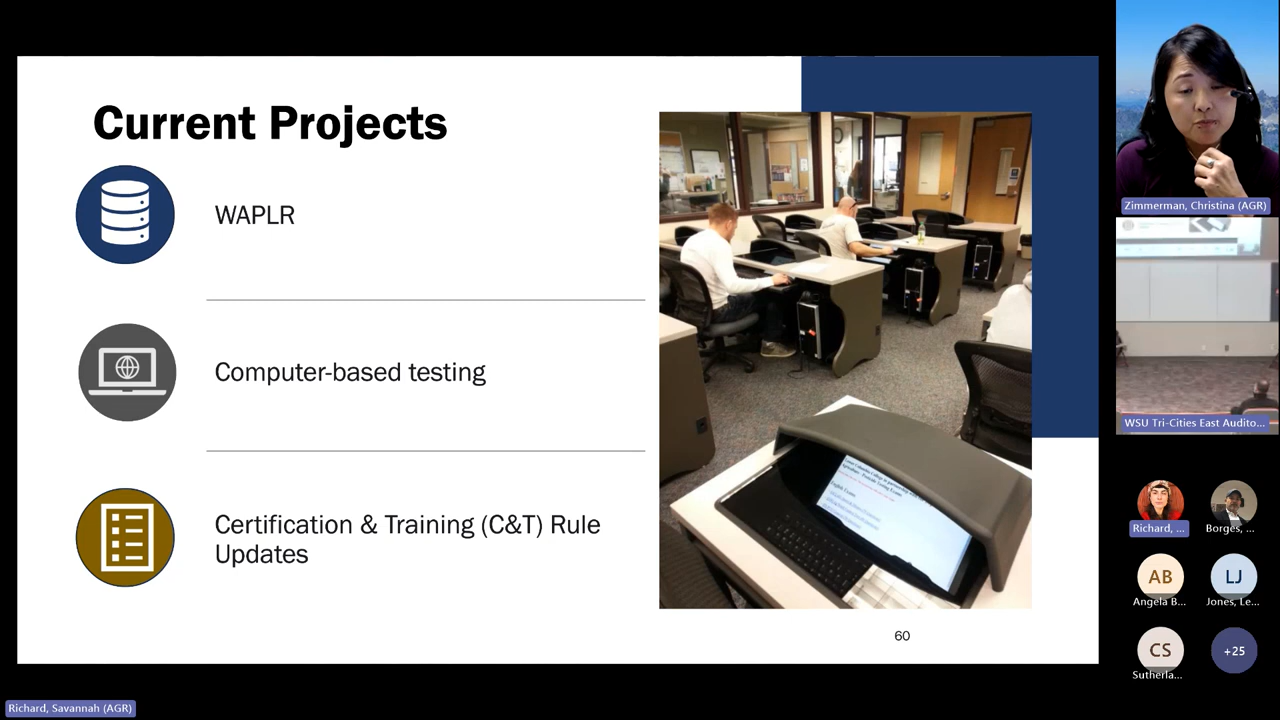 Current Projects
WAPLR
Computer-based testing
Certification & Training (C&T) Rule
Updates
60
Zimmerman, Christina (AGR)
WSU Tri-Cities East Audito...
Richard, ...
Borges, ...
AB
LJ
Angela B...
Jones, Le...
CS
+25
Sutherla...
Richard, Savannah (AGR)